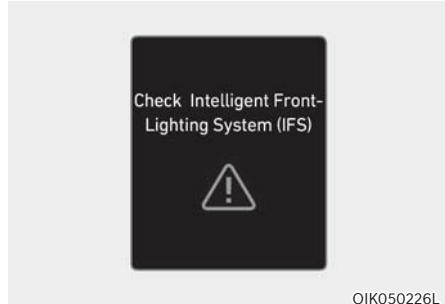 Check Intelligent Front-
Lighting System (IFS)
OIK050226L